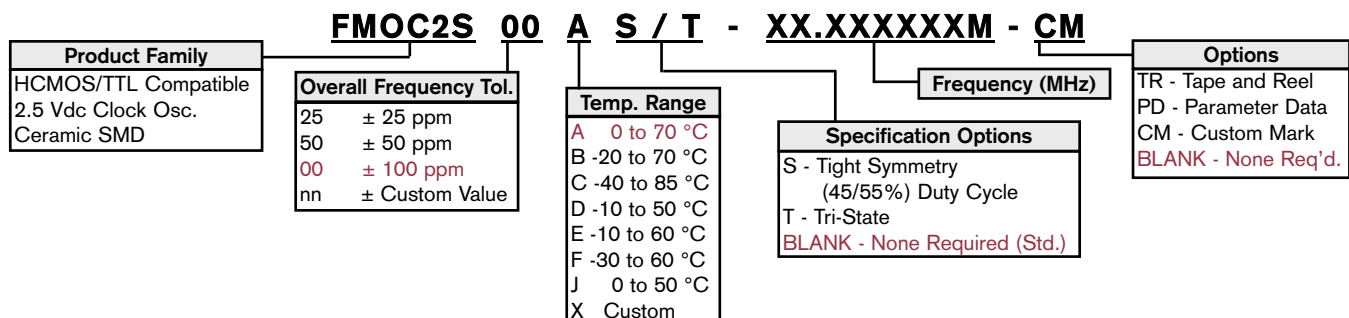 FMOC2S 00 A S / T - XX.XXXXXXM - CM
Product Family
HCMOS/TTL Compatible
2.5 Vdc Clock Osc.
Ceramic SMD
Overall Frequency Tol.
25 ± 25 ppm
50 ± 50 ppm
00 ± 100 ppm
nn ± Custom Value
Temp. Range
A 0 to 70 °C
B -20 to 70 °C
C -40 to 85 °C
D -10 to 50 °C
E -10 to 60 °C
F -30 to 60 °C
J 0 to 50 °C
X Custom
Frequency (MHz)
Specification Options
S - Tight Symmetry
(45/55%) Duty Cycle
T - Tri-State
BLANK - None Required (Std.)
Options
TR - Tape and Reel
PD - Parameter Data
CM - Custom Mark
BLANK - None Req'd.